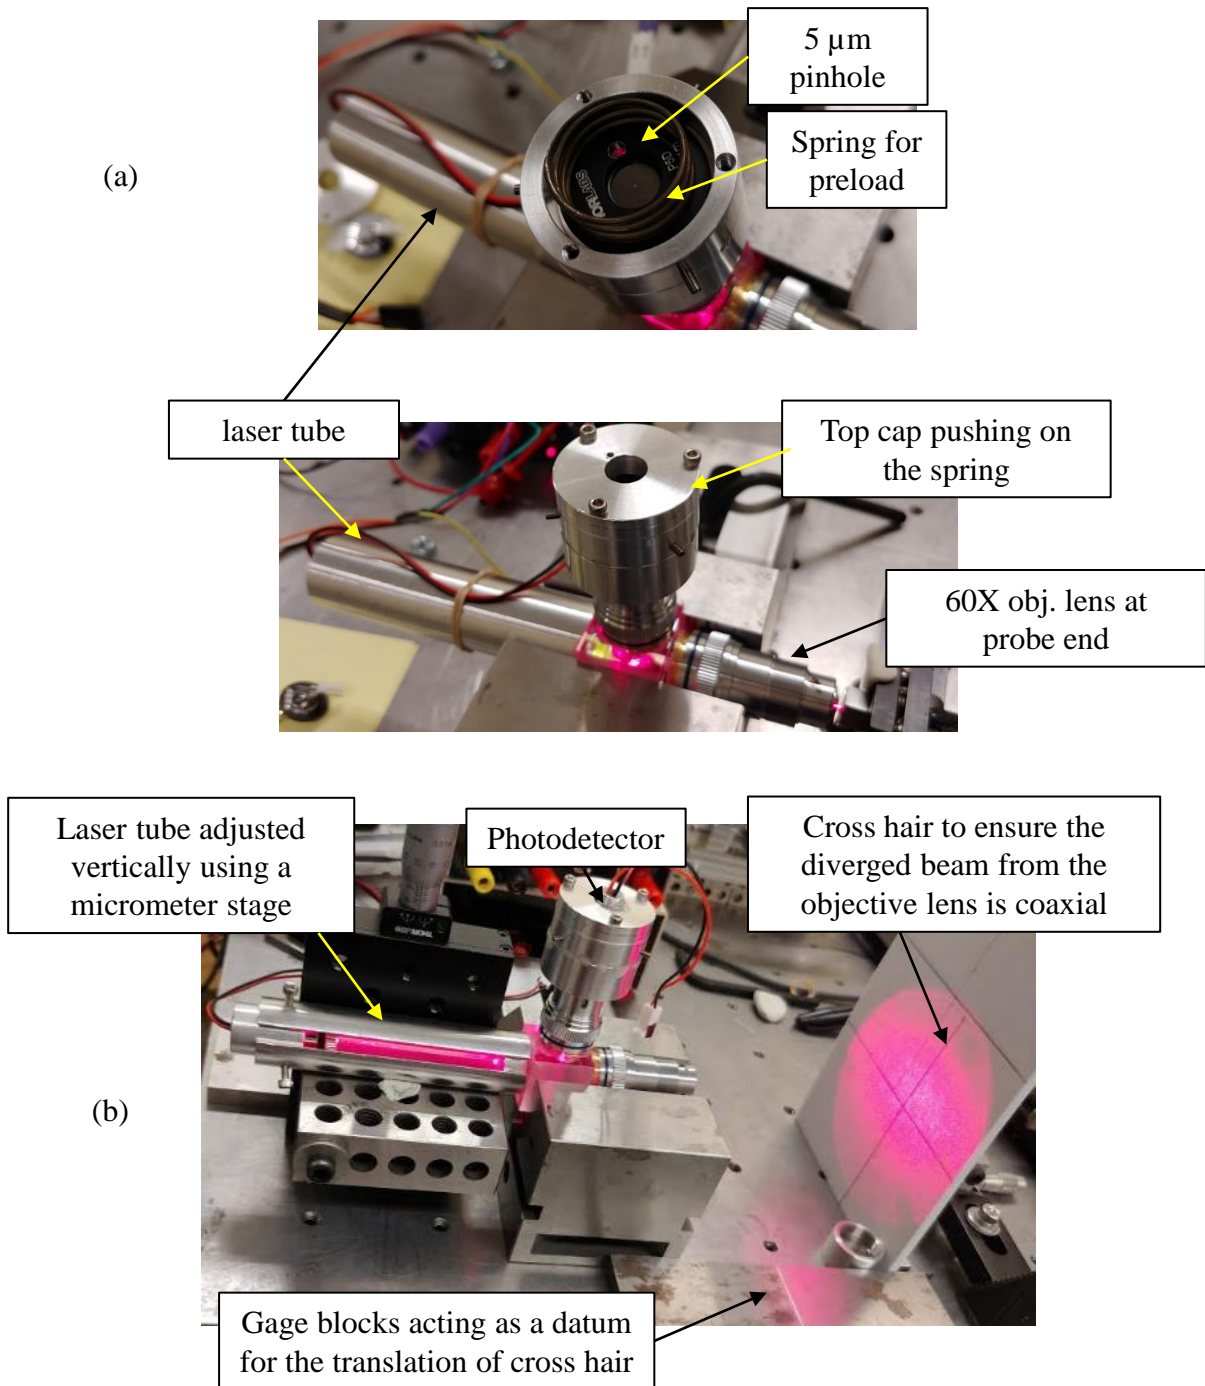 5 µm
pinhole
Spring for
preload
(a)
laser tube
Top cap pushing on
the spring
60X obj. lens at
probe end
Laser tube adjusted
vertically using a
micrometer stage
Photodetector
Cross hair to ensure the
diverged beam from the
objective lens is coaxial
(b)
Gage blocks acting as a datum
for the translation of cross hair
ORLABS
P5D